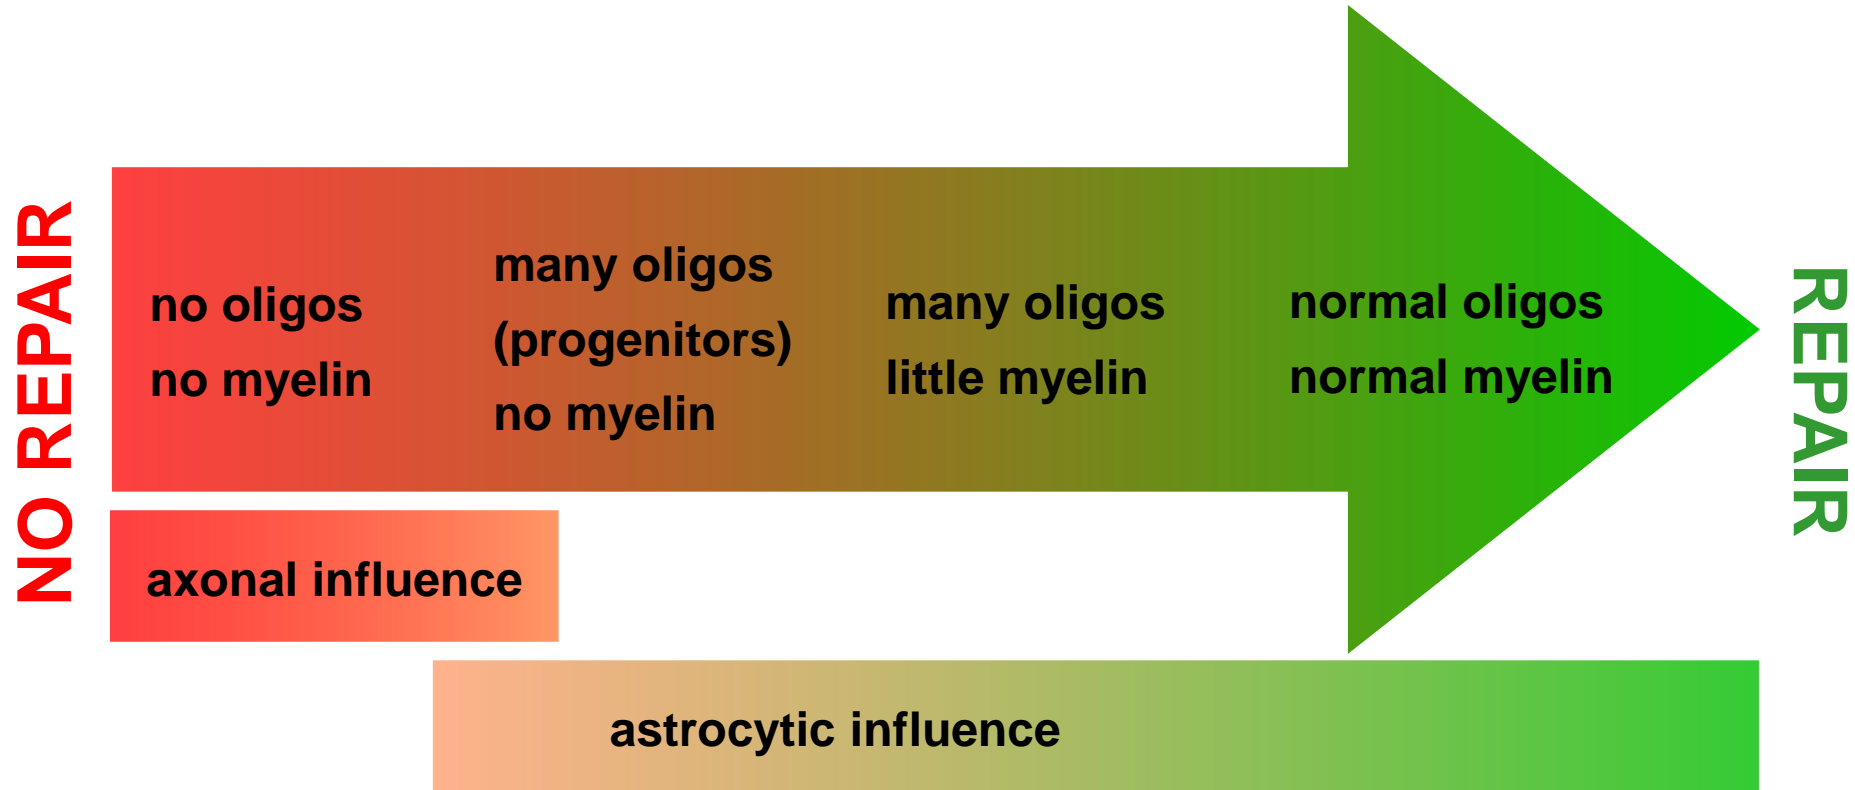 NO REPAIR
no oligos
no myelin
many oligos
(progenitors)
no myelin
many oligos
little myelin
normal oligos
normal myelin
REPAIR
axonal influence
astrocytic influence